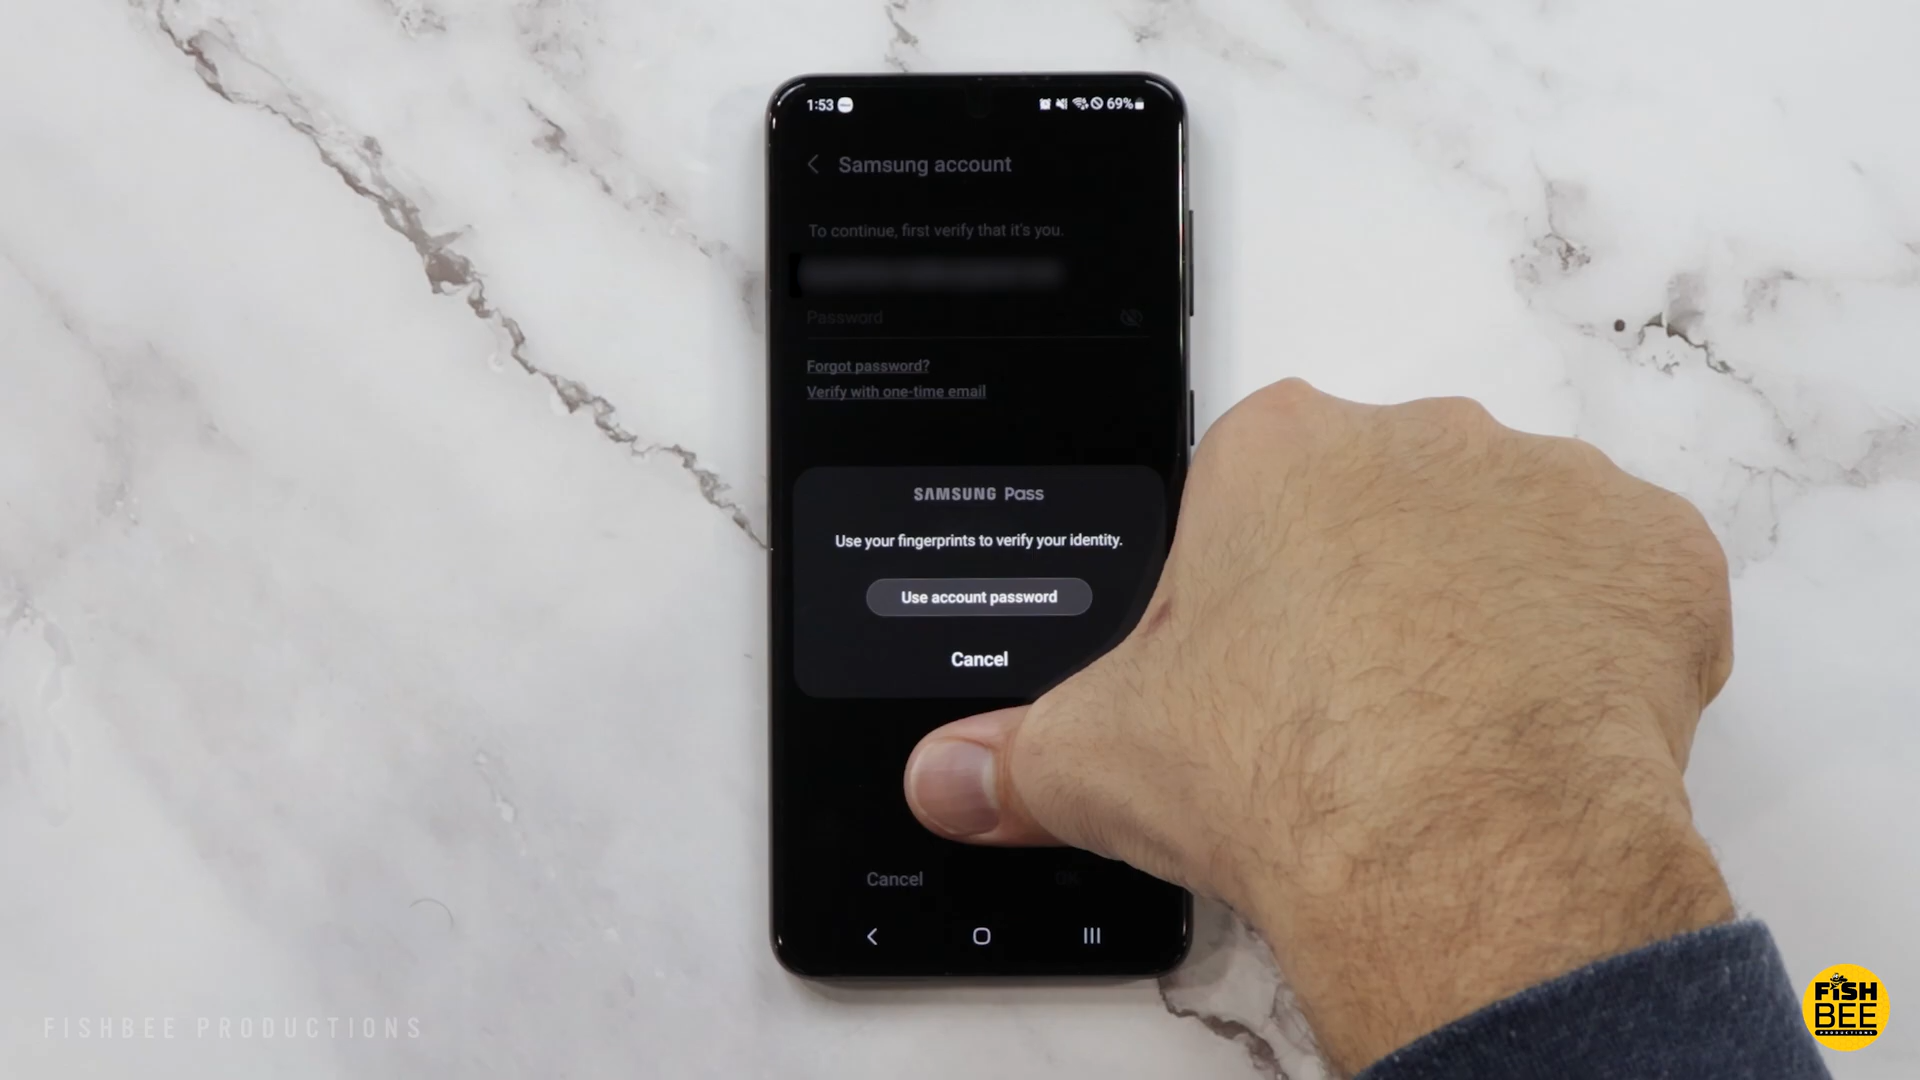 1:53
69%
Samsung account
To continue, first verify that it's you.
Password
Forgot password?
Verify with one-time email
SAMSUNG Pass
Use your fingerprints to verify your identity.
Use account password
Cancel
Cancel
OK
FISHBEE PRODUCTIONS
FISH
BEE
PRODUCTIONS